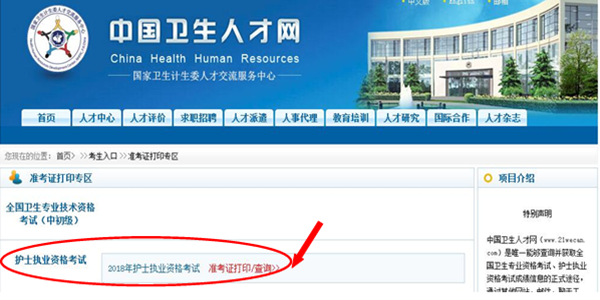 中文版
English
邮箱
中国卫生人才网
China Health Human Resources
国家卫生计生委人才交流服务中心
首页 人才中心 人才评价 求职招聘 人才派遣 人事代理 教育培训 人才研究 国际合作 人才杂志
您现在的位置: 首页> >>考生入口 >>准考证打印专区
准考证打印专区
项目介绍
全国卫生专业技术资格
考试(中初级)
护士执业资格考试
2018年护士执业资格考试 准考证打印/查询>>
特别声明
中国卫生人才网(www.21wecan.
com)是唯一能够查询并获取全
国卫生专业资格考试、护士执业
资格考试成绩信息的正式途径,